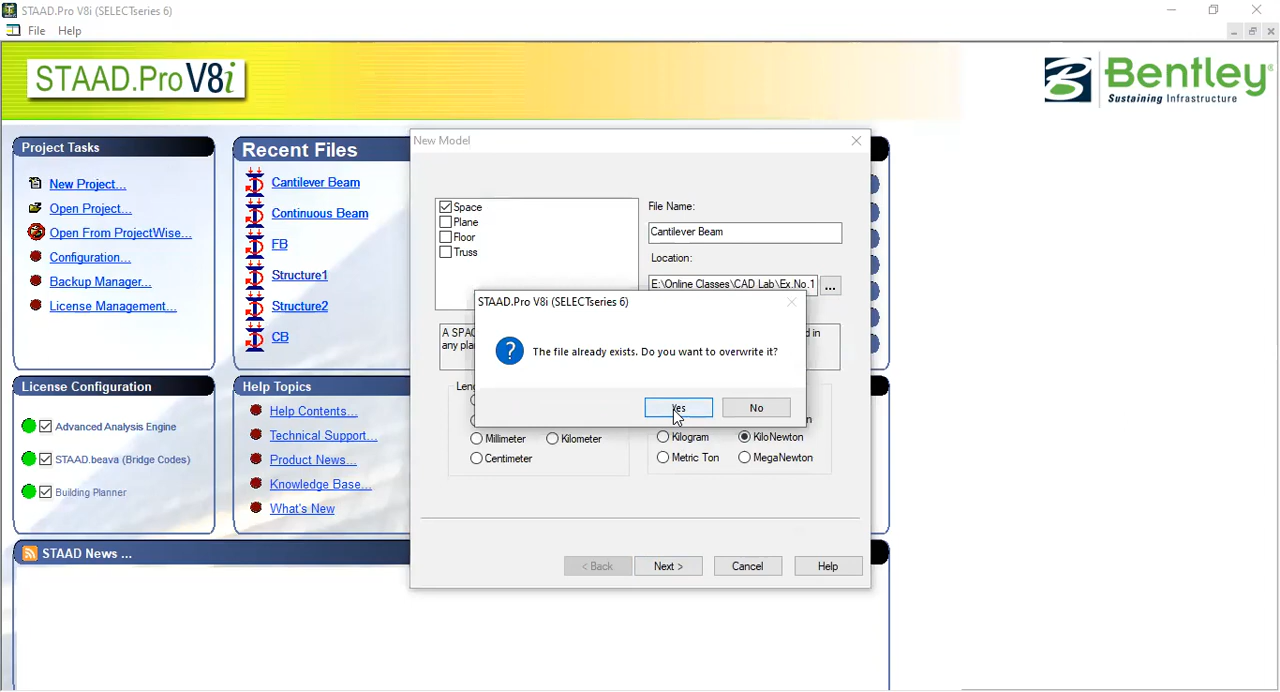 STAAD.Pro V8i (SELECTseries 6)
File Help
STAAD.Pro V8i
Bentley®
Sustaining Infrastructure
Project Tasks
New Project...
Open Project...
Open From ProjectWise...
Configuration...
Backup Manager...
License Management...
Recent Files
Cantilever Beam
Continuous Beam
FB
Structure1
Structure2
CB
License Configuration
Advanced Analysis Engine
STAAD.beava (Bridge Codes)
Building Planner
Help Topics
Help Contents...
Technical Support...
Product News...
Knowledge Base...
What's New
STAAD News ...
New Model
Space
Plane
Floor
Truss
File Name:
Cantilever Beam
Location:
E:\Online Classes\CAD Lab\Ex.No.1
...
A SPAC
any pla
d in
Leng
STAAD.Pro V8i (SELECTseries 6)
The file already exists. Do you want to overwrite it?
Yes No
Millimeter Kilometer
Centimeter
Kilogram KiloNewton
Metric Ton MegaNewton
< Back Next > Cancel Help